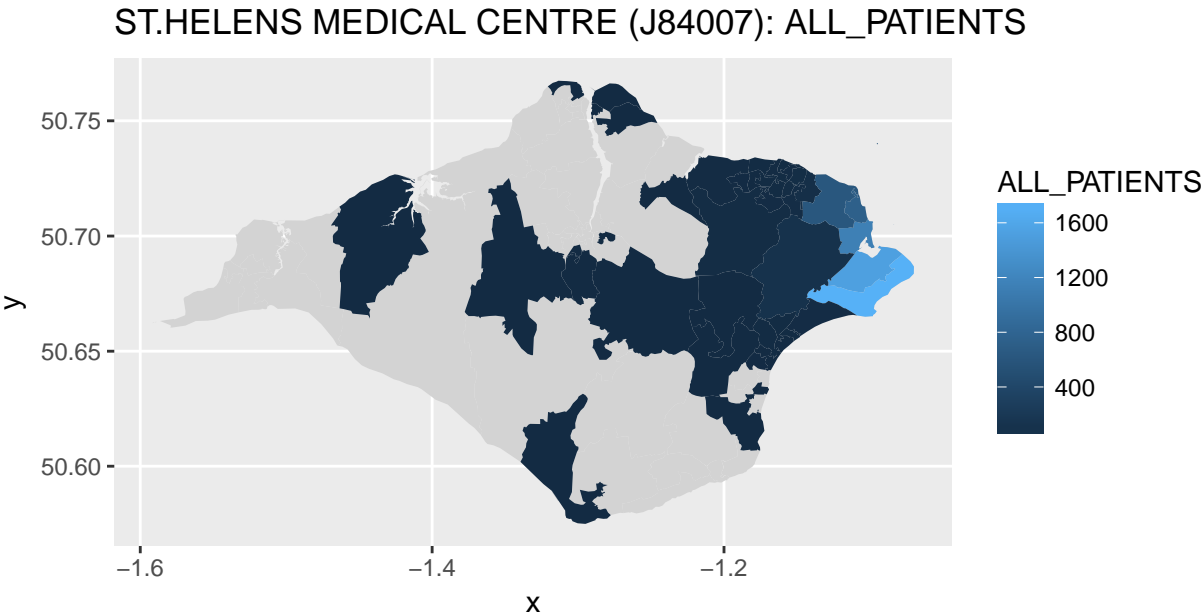 ST.HELENS MEDICAL CENTRE (J84007): ALL_PATIENTS
50.75
50.70
50.65
50.60
y
−1.6
−1.4
−1.2
x
ALL_PATIENTS
1600
1200
800
400